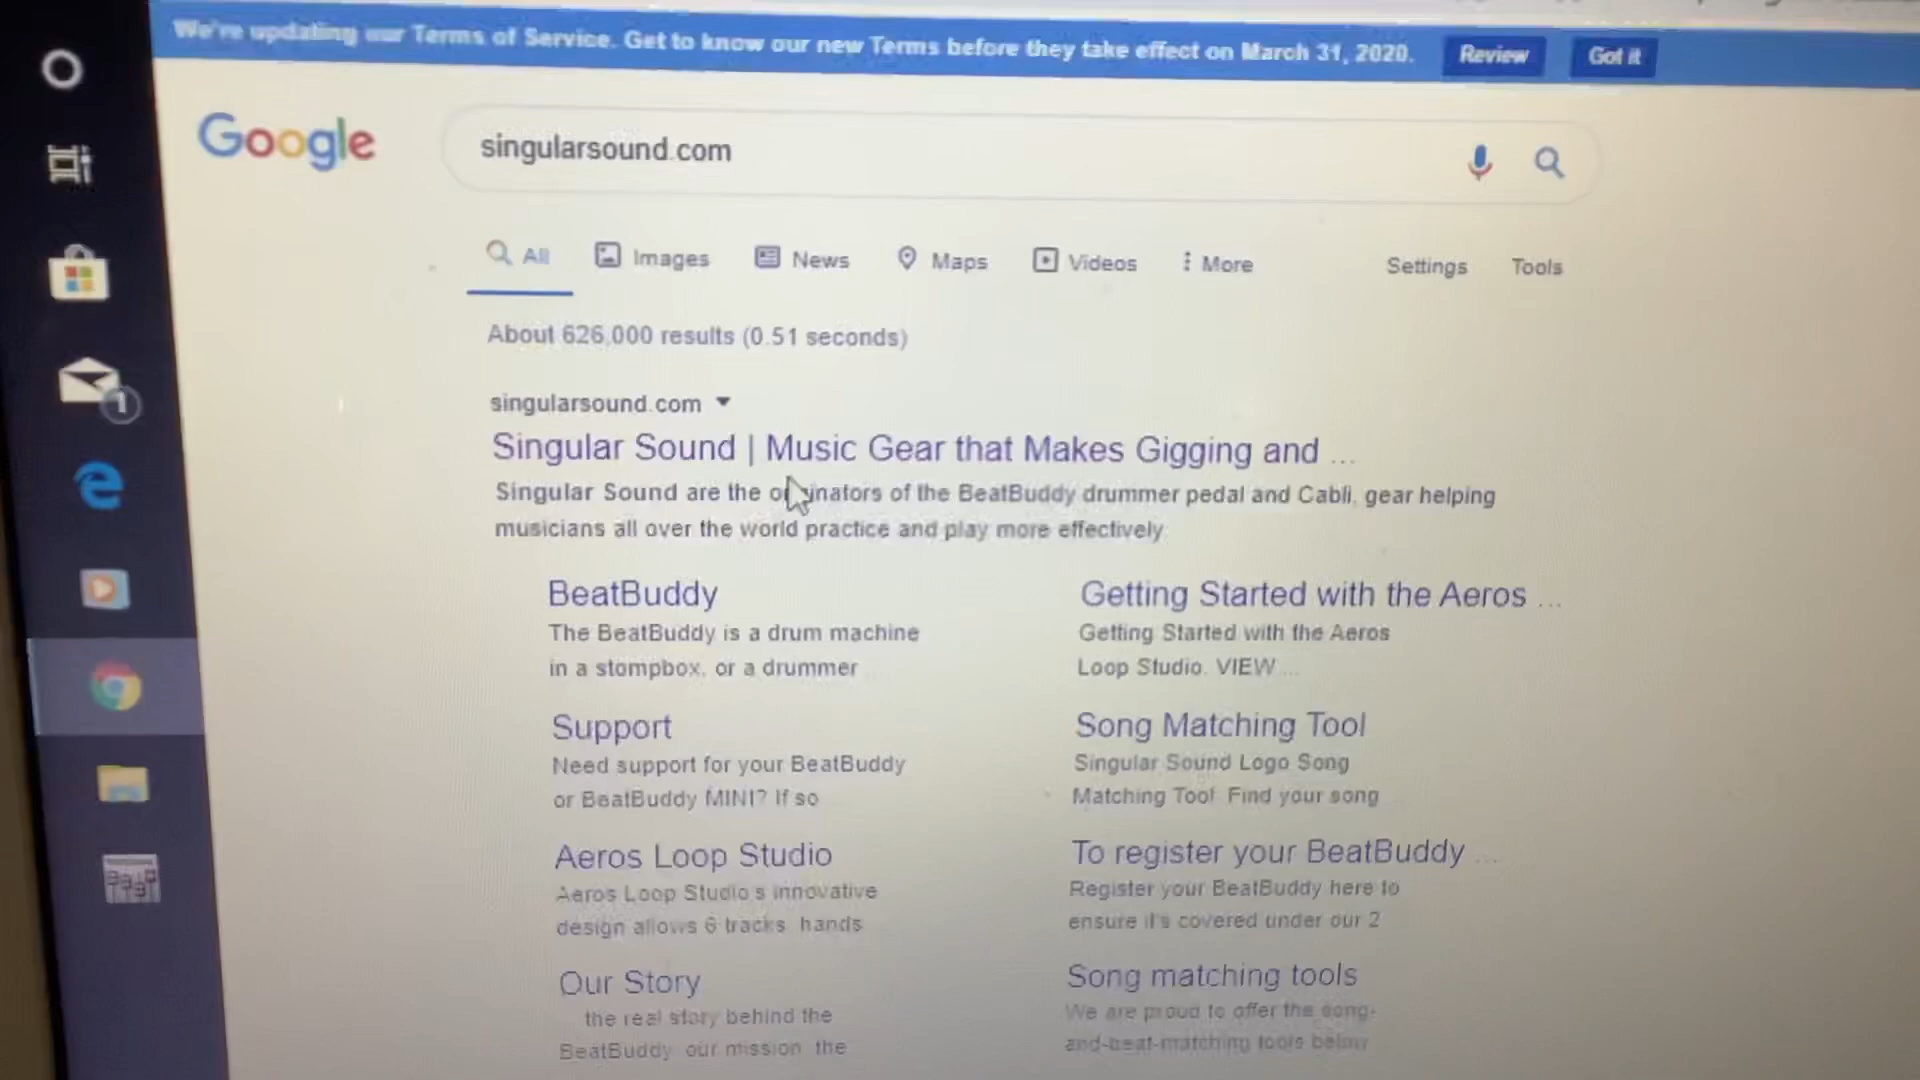 We're updating our Terms of Service. Get to know our new Terms before they take effect on March 31, 2020. Review Got it
Google singularsound.com
All Images News Maps Videos More Settings Tools
About 626,000 results (0.51 seconds)
singularsound.com
Singular Sound | Music Gear that Makes Gigging and ...
Singular Sound are the originators of the BeatBuddy drummer pedal and Cabli, gear helping
musicians all over the world practice and play more effectively
BeatBuddy
The BeatBuddy is a drum machine
in a stompbox, or a drummer
Getting Started with the Aeros ...
Getting Started with the Aeros
Loop Studio. VIEW ...
Support
Need support for your BeatBuddy
or BeatBuddy MINI? If so
Song Matching Tool
Singular Sound Logo Song
Matching Tool Find your song
Aeros Loop Studio
Aeros Loop Studio's innovative
design allows 6 tracks hands
To register your BeatBuddy ...
Register your BeatBuddy here to
ensure it's covered under our 2
Our Story
the real story behind the
BeatBuddy our mission the
Song matching tools
We are proud to offer the song-
and-beat-matching tools below
1